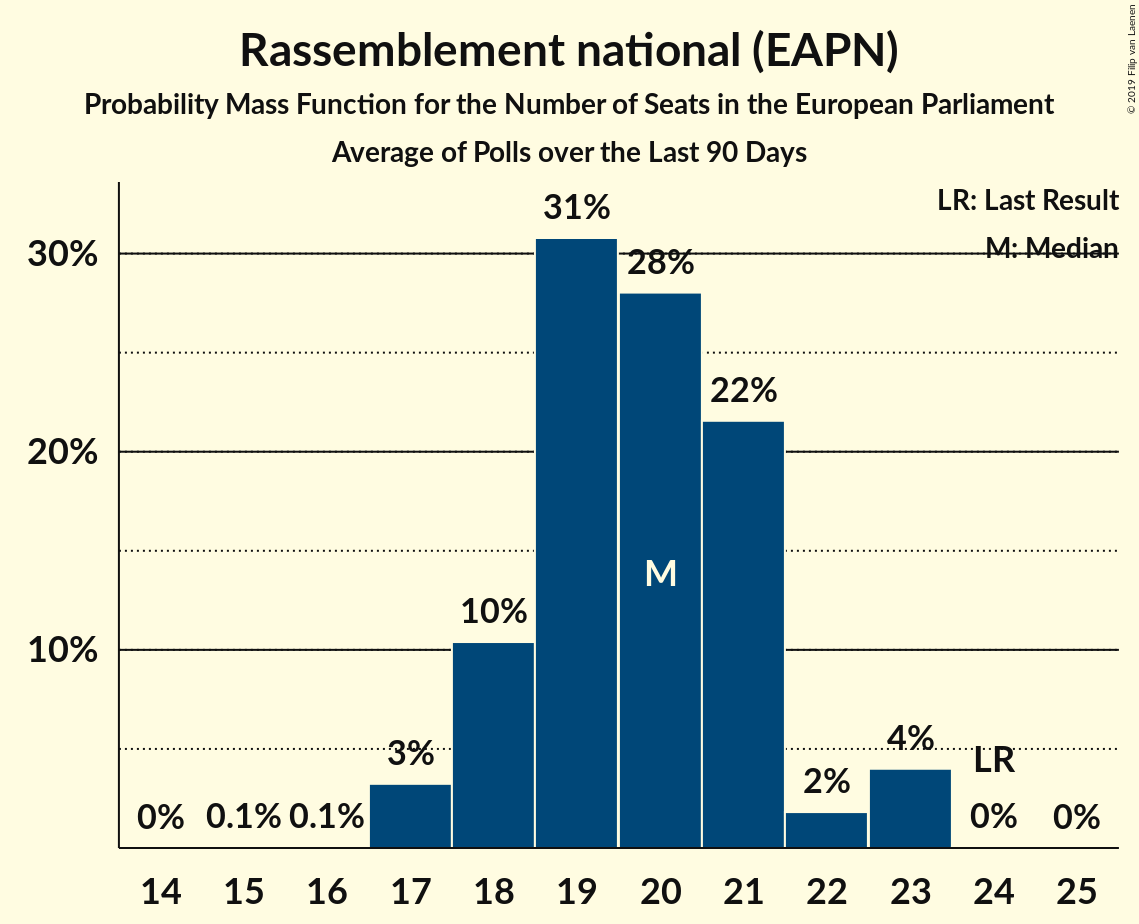 Rassemblement national (EAPN)
Probability Mass Function for the Number of Seats in the European Parliament
Average of Polls over the Last 90 Days
© 2019 Filip van Laenen
LR: Last Result
M: Median
30%
20%
10%
0%
0.1%
0.1%
3%
10%
31%
28%
22%
2%
4%
0%
0%
M
LR
14 15 16 17 18 19 20 21 22 23 24 25